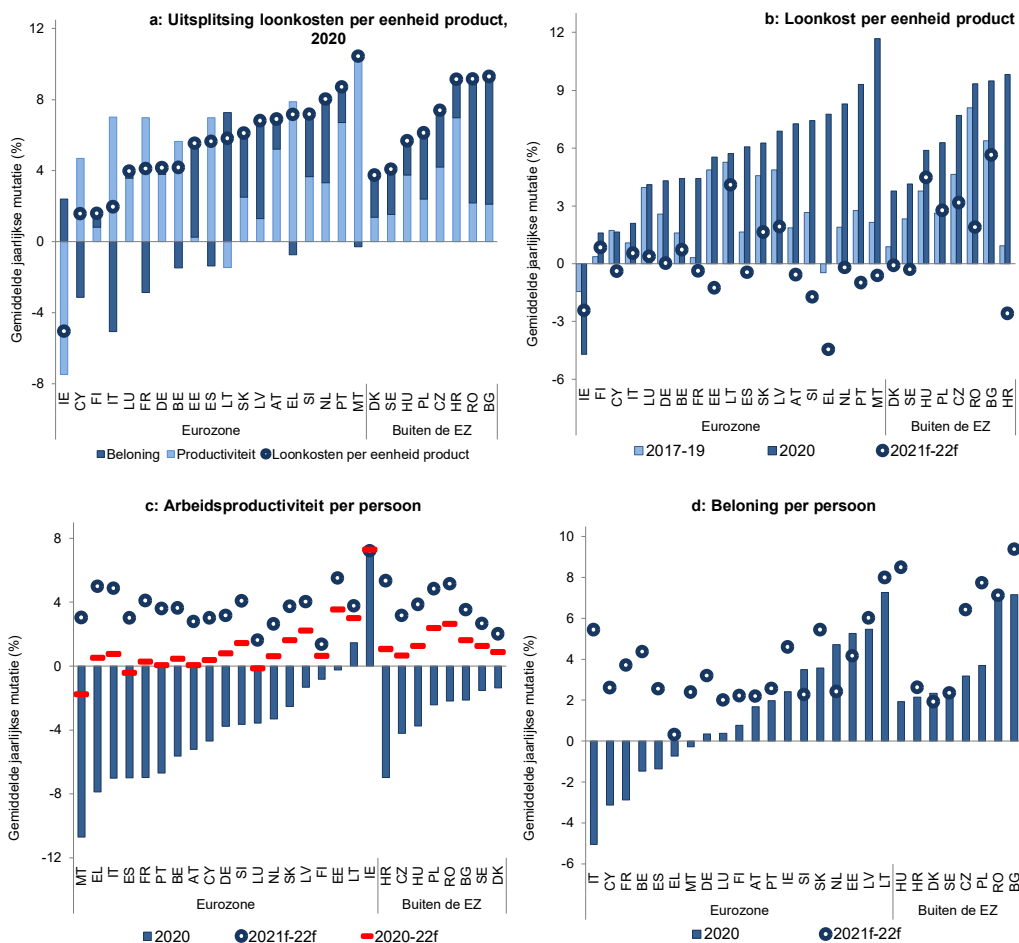 a: Uitsplitsing loonkosten per eenheid product,
2020
Gemiddelde jaarlijkse mutatie (%)
12
8
4
0
-4
-8
IE CY FI IT LU FR DE BE EE ES LT SK LV AT EL SI NL PT MT DK SE HU PL CZ HR RO BG
Eurozone Buiten de EZ
Beloning Productiviteit Loonkosten per eenheid product
b: Loonkost per eenheid product
Gemiddelde jaarlijkse mutatie (%)
12
9
6
3
0
-3
-6
IE FI CY IT LU DE BE FR EE LT ES SK LV AT SI EL NL PT MT DK SE HU PL CZ RO BG HR
Eurozone Buiten de EZ
2017-19 2020 2021f-22f
c: Arbeidsproductiviteit per persoon
Gemiddelde jaarlijkse mutatie (%)
8
4
0
-4
-8
-12
MT EL IT ES FR PT BE AT CY DE SI LU NL SK LV FI EE LT IE HR CZ HU PL RO BG SE DK
Eurozone Buiten de EZ
2020 2021f-22f 2020-22f
d: Beloning per persoon
Gemiddelde jaarlijkse mutatie (%)
10
8
6
4
2
0
-2
-4
-6
IT CY FR BE ES EL MT DE LU FI AT PT IE SI SK NL EE LV LT HU HR DK SE CZ PL RO BG
Eurozone Buiten de EZ
2020 2021f-22f